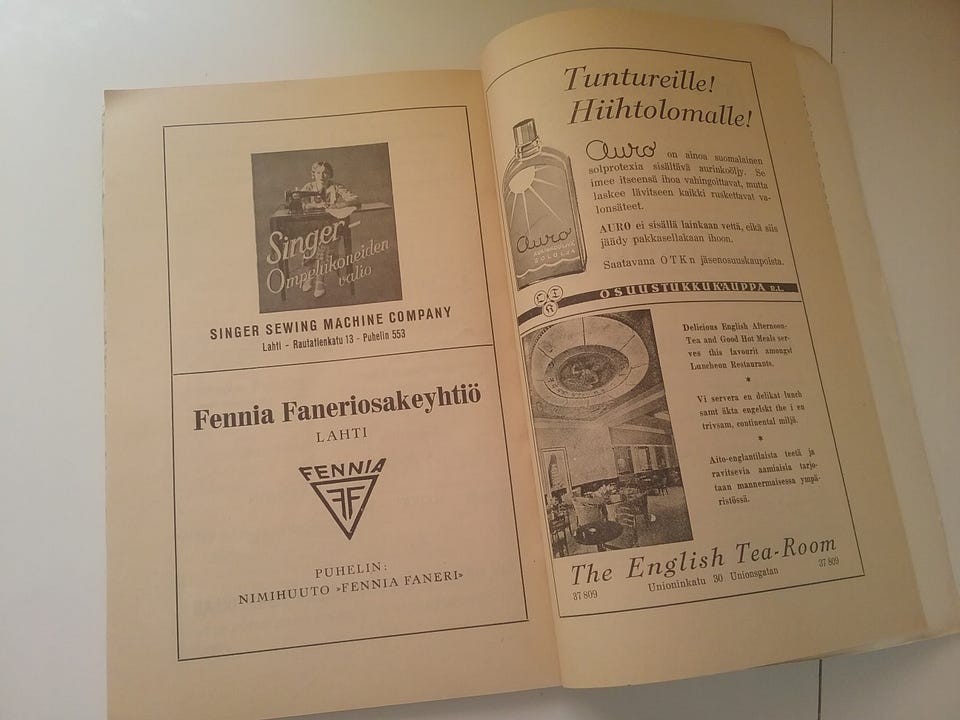 Singer-
Ompelukoneiden
valio
SINGER SEWING MACHINE COMPANY
Lahti - Rautatienkatu 13 - Puhelin 553
Fennia Faneriosakeyhtiö
LAHTI
FENNIA
FF
PUHELIN:
NIMIHUUTO »FENNIA FANERI»
Tuntureille!
Hiihtolomalle!
Auro on ainoa suomalainen
solprotexia sisältävä aurinkoöljy. Se
imee itseensä ihoa vahingoittavat, mutta
laskee lävitseen kaikki ruskettavat va-
lonsäteet.
AURO ei sisällä lainkaan vettä, eikä siis
jäädy pakkasellakaan ihoon.
Saatavana OTKn jäsenosuuskaupoista.
Auro
SOLOLJA
OTK
OSUUSTUKKUKAUPPA R.L.
Delicious English Afternoon-
Tea and Good Hot Meals ser-
ves this favourit amongst
Luncheon Restaurants.
*
Vi servera en delikat lunch
samt äkta engelskt the i en
trivsam, continental miljö.
*
Aito-englantilaista teetä ja
ravitsevia aamiaisia tarjo-
taan mannermaisessa ympä-
ristössä.
The English Tea-Room
37 809 Unioninkatu 30 Unionsgatan 37 809